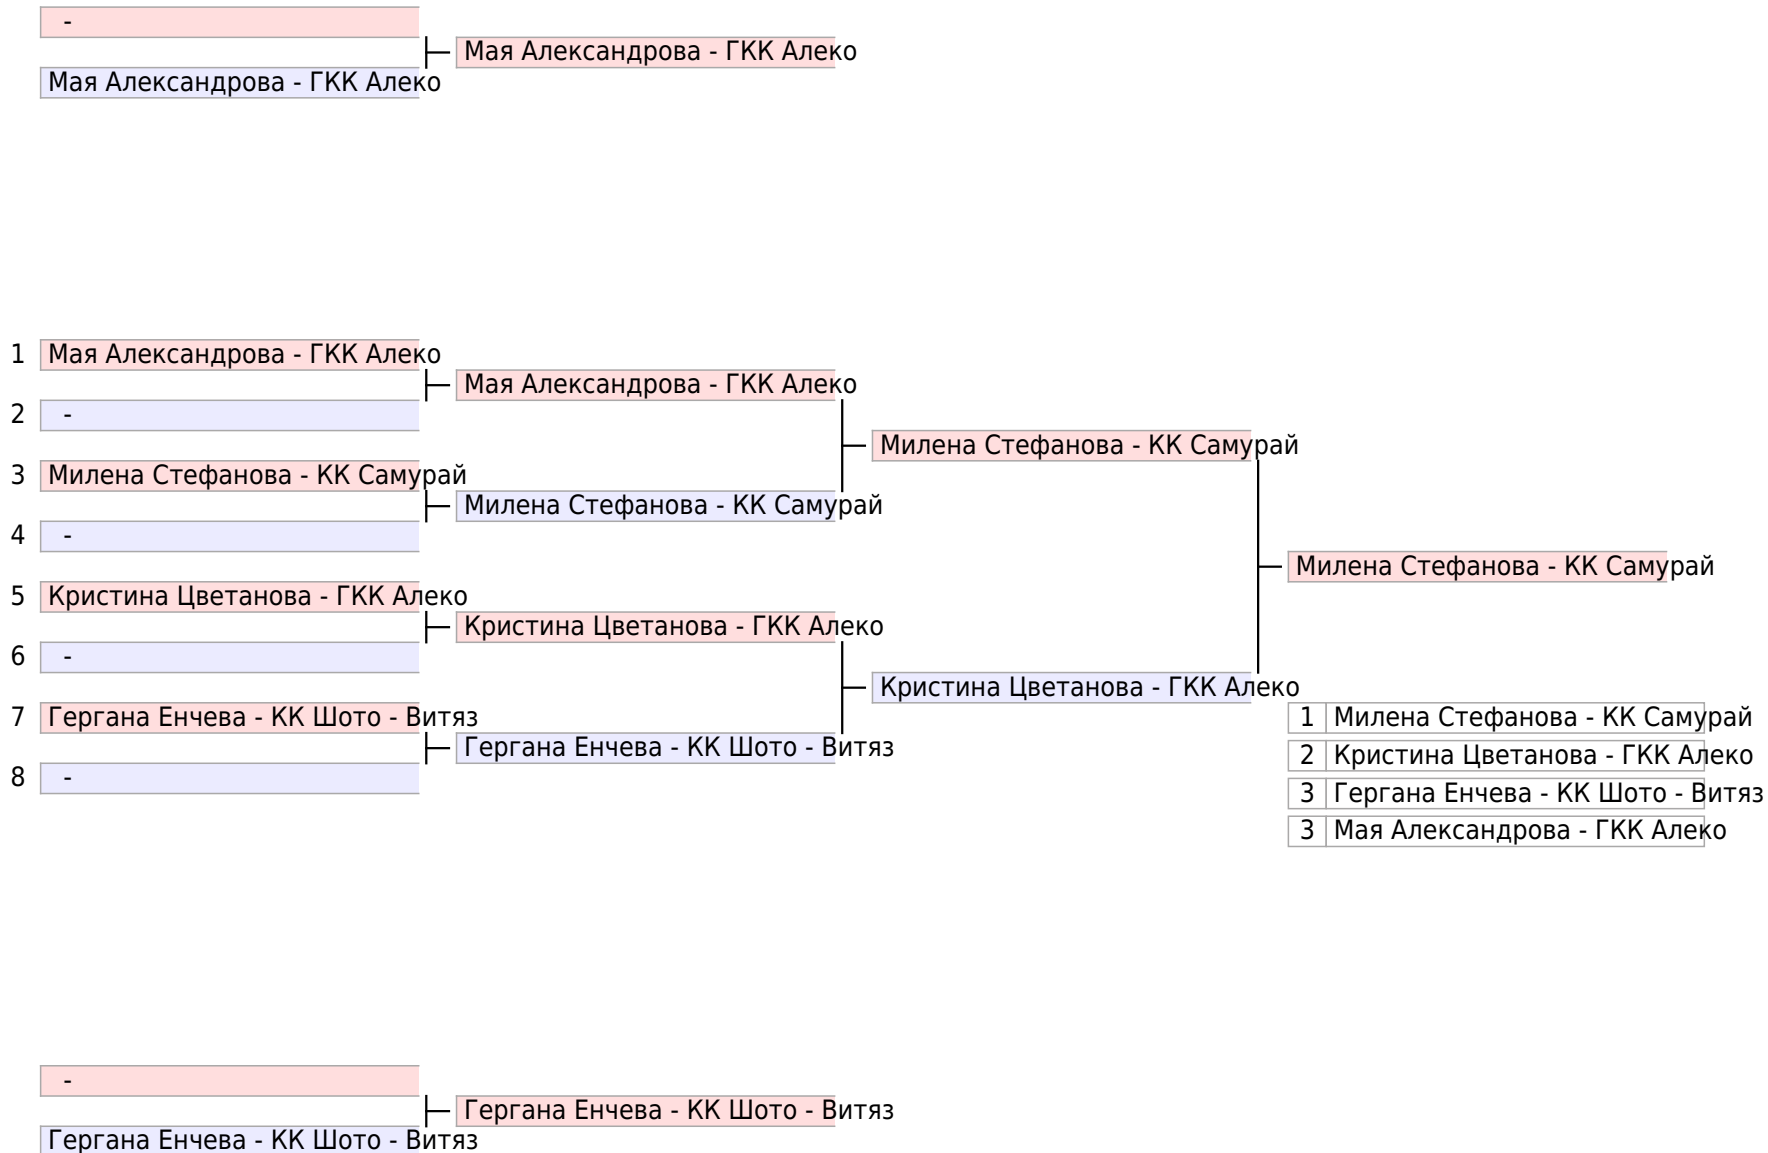 -
Мая Александрова - ГКК Алеко
Мая Александрова - ГКК Алеко
1 Мая Александрова - ГКК Алеко
Мая Александрова - ГКК Алеко
2 -
Милена Стефанова - КК Самурай
3 Милена Стефанова - КК Самурай
Милена Стефанова - КК Самурай
4 -
Милена Стефанова - КК Самурай
5 Кристина Цветанова - ГКК Алеко
Кристина Цветанова - ГКК Алеко
6 -
Кристина Цветанова - ГКК Алеко
7 Гергана Енчева - КК Шото - Витяз
Гергана Енчева - КК Шото - Витяз
8 -
1 Милена Стефанова - КК Самурай
2 Кристина Цветанова - ГКК Алеко
3 Гергана Енчева - КК Шото - Витяз
3 Мая Александрова - ГКК Алеко
-
Гергана Енчева - КК Шото - Витяз
Гергана Енчева - КК Шото - Витяз